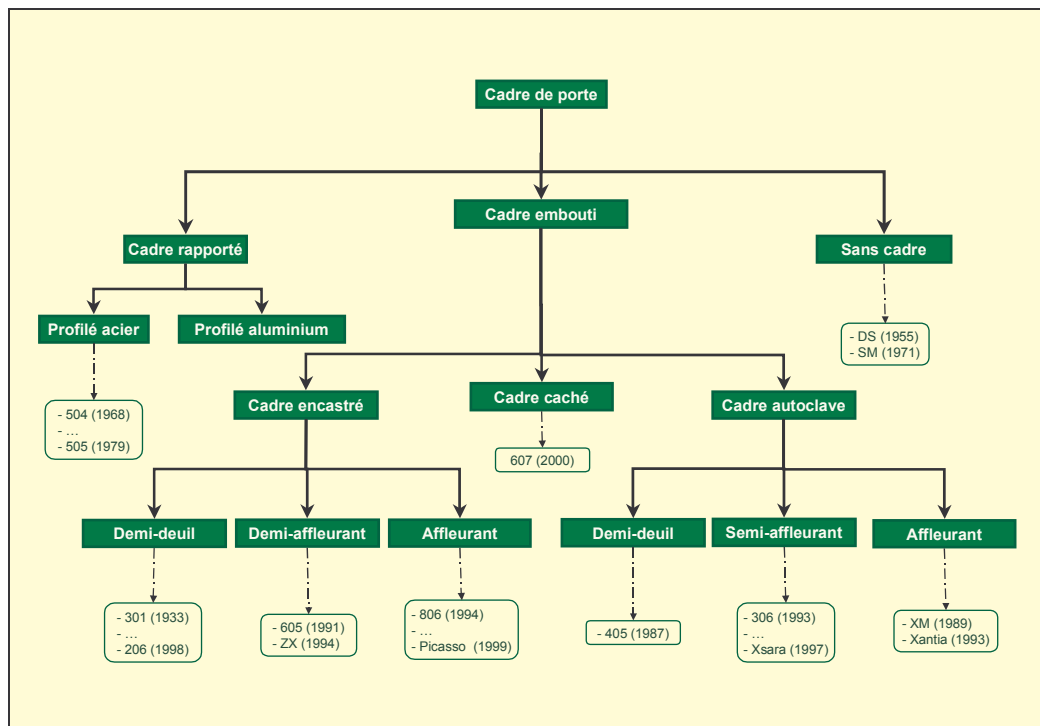 Cadre de porte
Cadre embouti
Cadre rapporté
Sans cadre
Profilé acier
Profilé aluminium
- DS (1955)
- SM (1971)
Cadre encastré
Cadre caché
Cadre autoclave
- 504 (1968)
- ...
- 505 (1979)
607 (2000)
Demi-deuil
Demi-affleurant
Affleurant
Demi-deuil
Semi-affleurant
Affleurant
- 301 (1933)
- ...
- 206 (1998)
- 605 (1991)
- ZX (1994)
- 806 (1994)
- ...
- Picasso (1999)
- 405 (1987)
- 306 (1993)
- ...
- Xsara (1997)
- XM (1989)
- Xantia (1993)